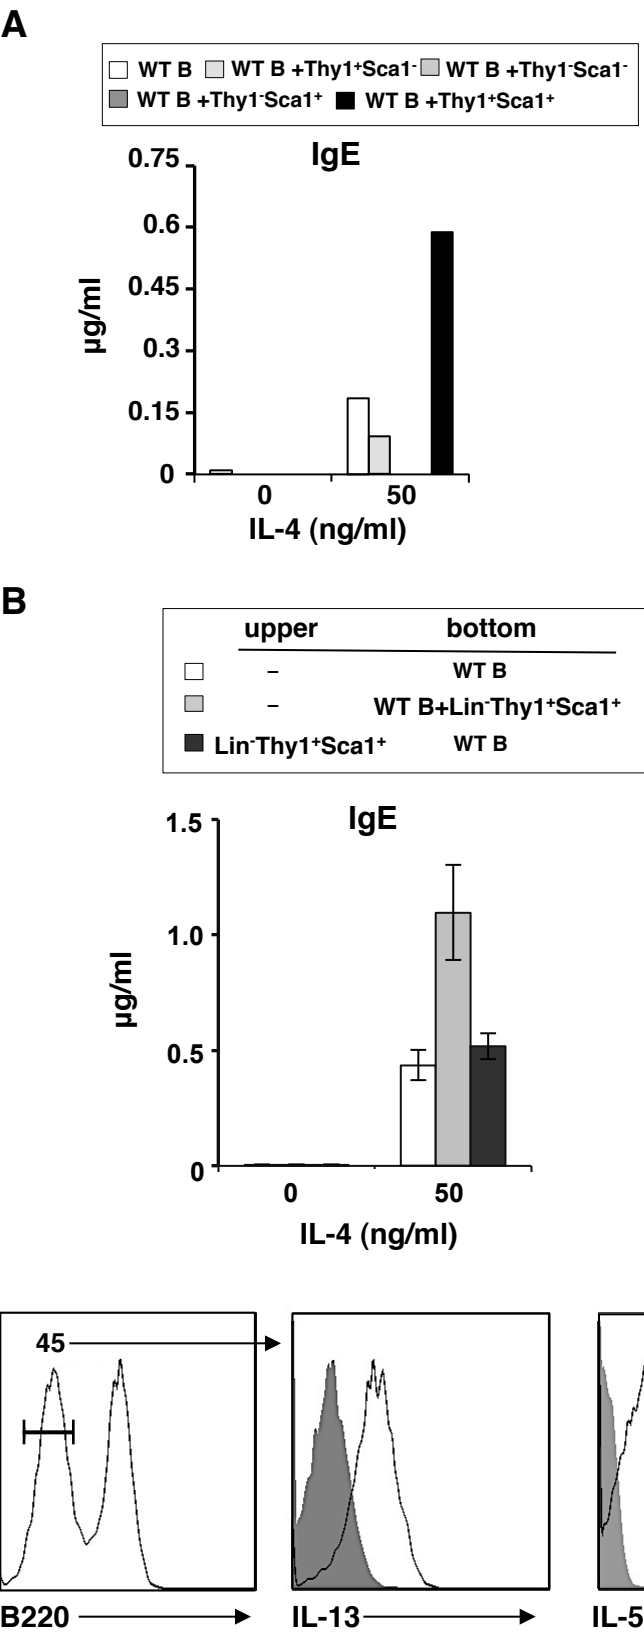 A
WT B WT B +Thy1⁺Sca1⁻ WT B +Thy1⁻Sca1⁻
WT B +Thy1⁻Sca1⁺ WT B +Thy1⁺Sca1⁺
IgE
0.75
0.6
0.45
0.3
0.15
0
µg/ml
0 50
IL-4 (ng/ml)
B
upper bottom
– WT B
– WT B+Lin⁻Thy1⁺Sca1⁺
Lin⁻Thy1⁺Sca1⁺ WT B
IgE
1.5
1.0
0.5
0
µg/ml
0 50
IL-4 (ng/ml)
45
B220 IL-13 IL-5